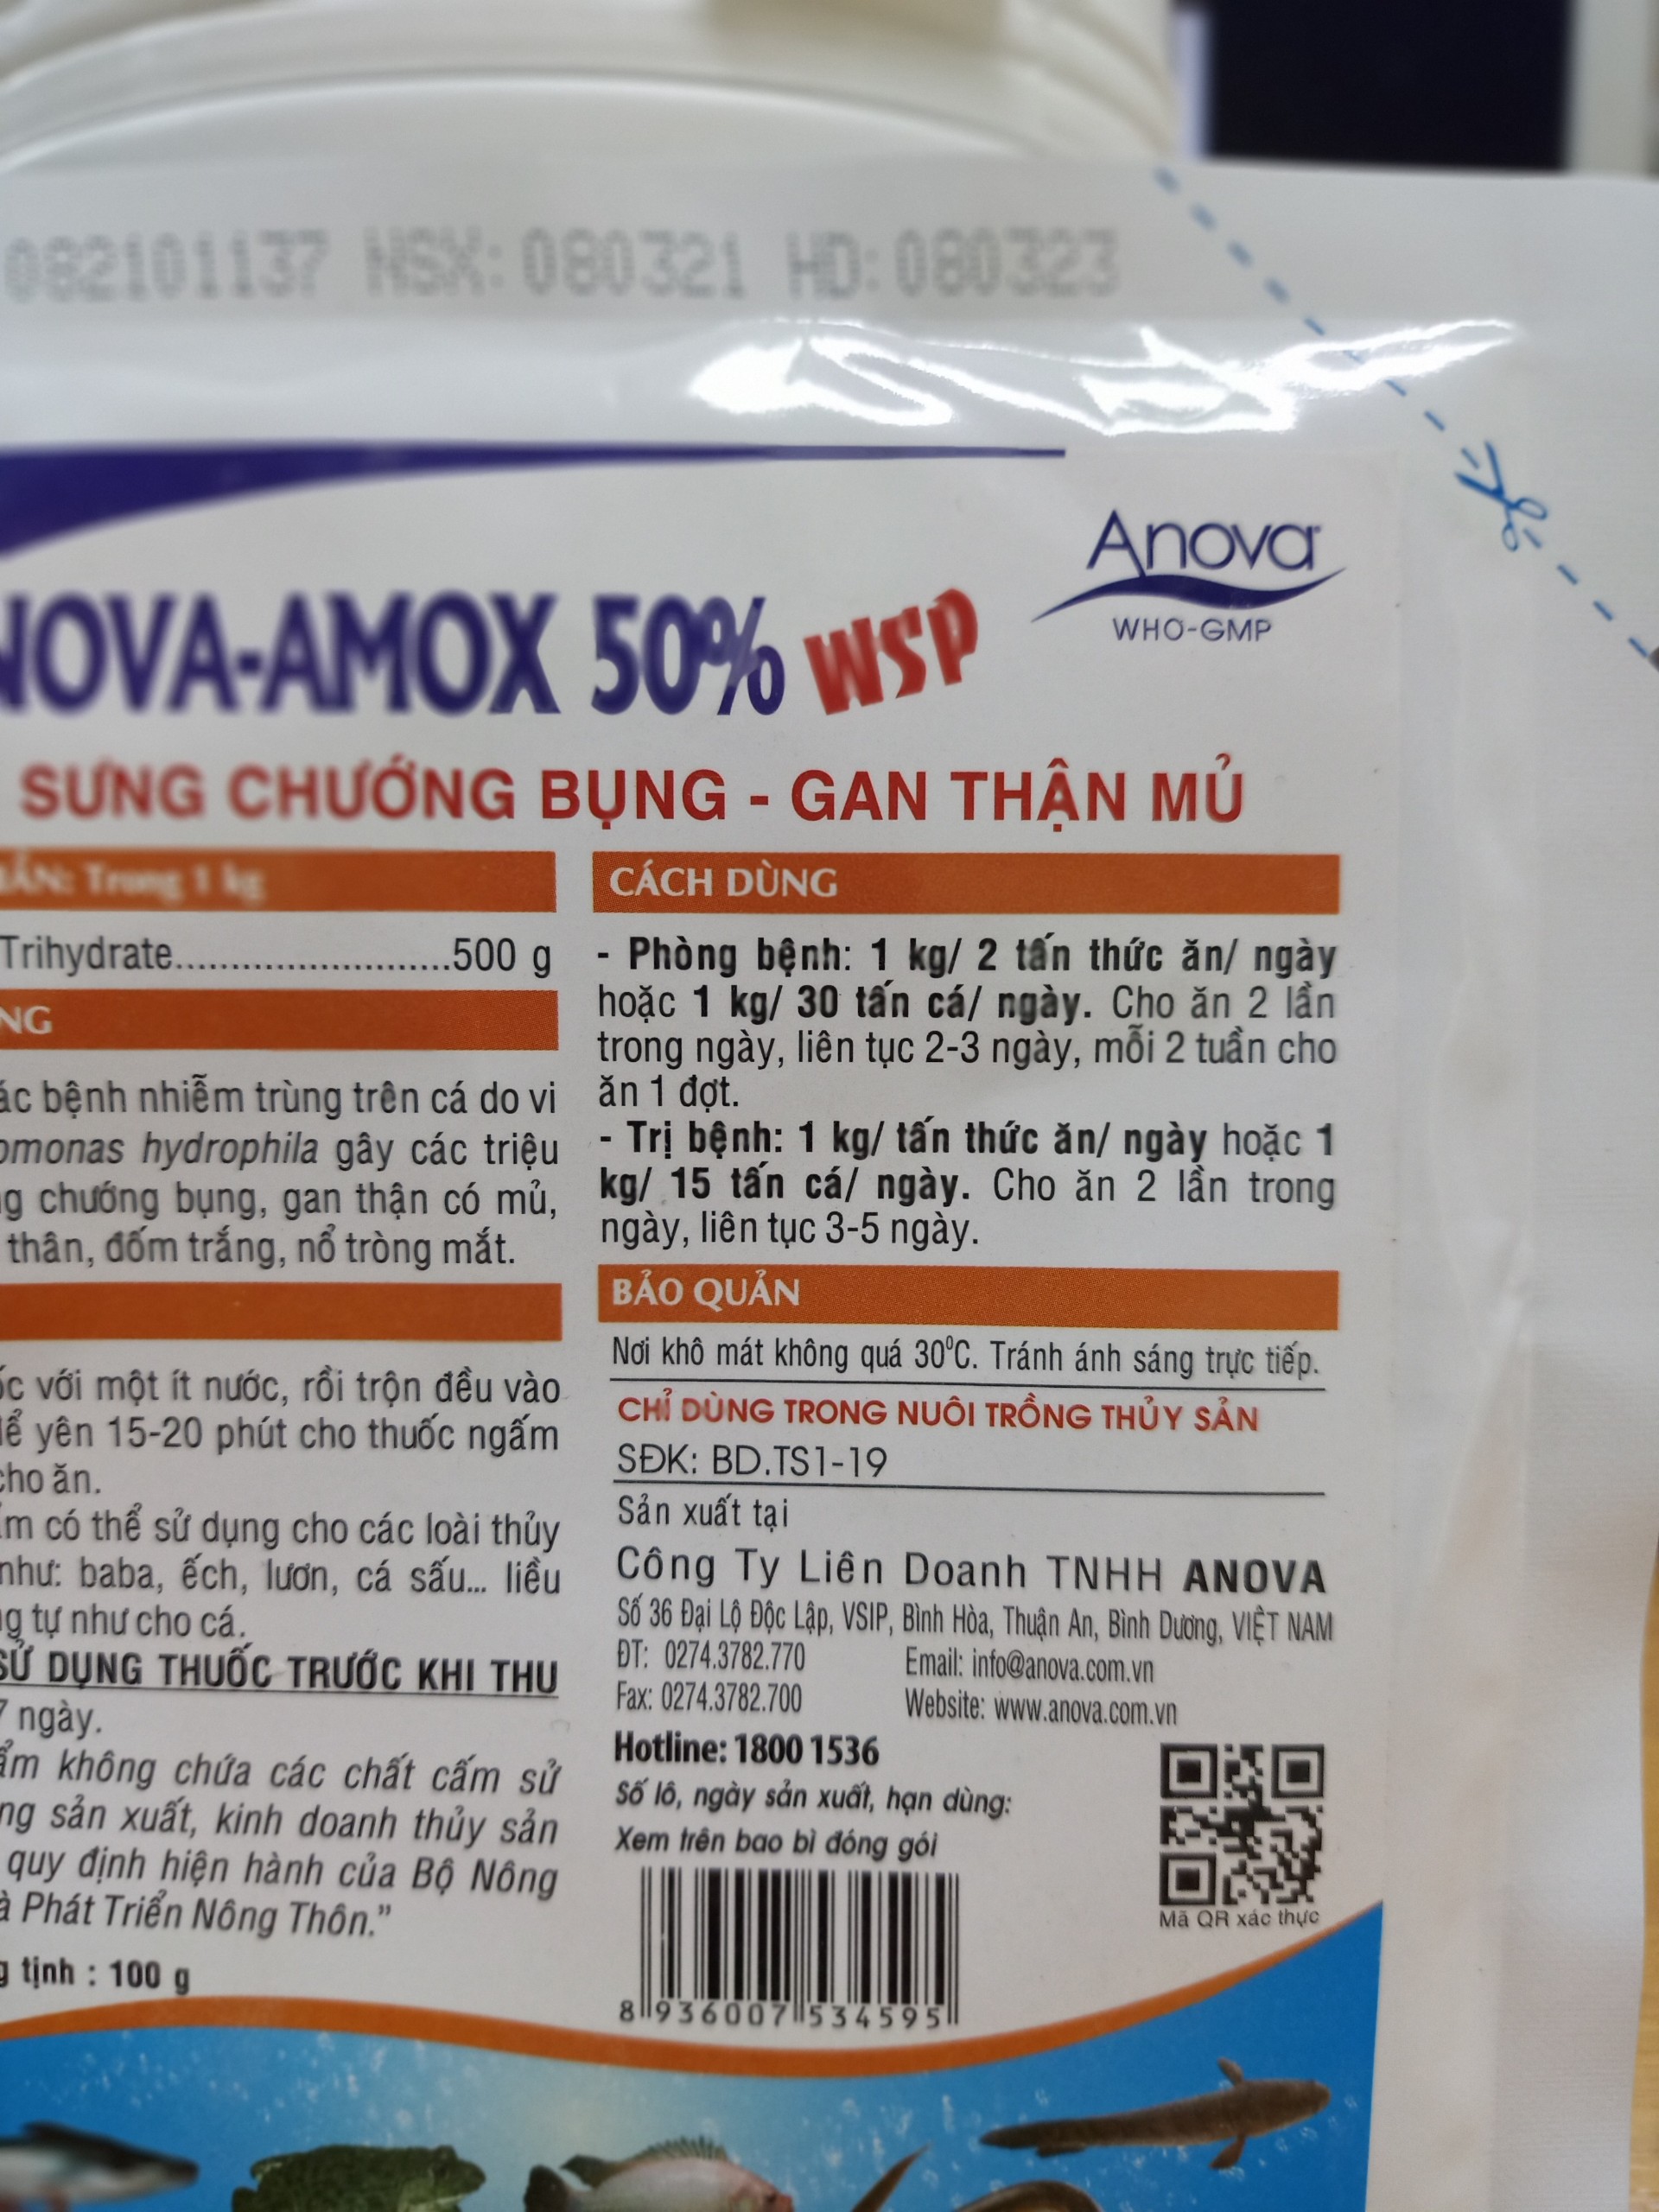 082101137 NSX: 080321 HD: 080323
Anova
WHO-GMP
NOVA-AMOX 50% WSP
SƯNG CHƯỚNG BỤNG - GAN THẬN MỦ
Trong 1 kg
Trihydrate..........................500 g
NG
ác bệnh nhiễm trùng trên cá do vi
omonas hydrophila gây các triệu
g chướng bụng, gan thận có mủ,
thân, đốm trắng, nổ tròng mắt.
ốc với một ít nước, rồi trộn đều vào
để yên 15-20 phút cho thuốc ngấm
cho ăn.
ẩm có thể sử dụng cho các loài thủy
như: baba, ếch, lươn, cá sấu... liều
g tự như cho cá.
SỬ DỤNG THUỐC TRƯỚC KHI THU
7 ngày.
ẩm không chứa các chất cấm sử
ng sản xuất, kinh doanh thủy sản
quy định hiện hành của Bộ Nông
à Phát Triển Nông Thôn.”
g tịnh : 100 g
CÁCH DÙNG
- Phòng bệnh: 1 kg/ 2 tấn thức ăn/ ngày
hoặc 1 kg/ 30 tấn cá/ ngày. Cho ăn 2 lần
trong ngày, liên tục 2-3 ngày, mỗi 2 tuần cho
ăn 1 đợt.
- Trị bệnh: 1 kg/ tấn thức ăn/ ngày hoặc 1
kg/ 15 tấn cá/ ngày. Cho ăn 2 lần trong
ngày, liên tục 3-5 ngày.
BẢO QUẢN
Nơi khô mát không quá 30⁰C. Tránh ánh sáng trực tiếp.
CHỈ DÙNG TRONG NUÔI TRỒNG THỦY SẢN
SĐK: BD.TS1-19
Sản xuất tại
Công Ty Liên Doanh TNHH ANOVA
Số 36 Đại Lộ Độc Lập, VSIP, Bình Hòa, Thuận An, Bình Dương, VIỆT NAM
ĐT: 0274.3782.770 Email: info@anova.com.vn
Fax: 0274.3782.700 Website: www.anova.com.vn
Hotline: 1800 1536
Số lô, ngày sản xuất, hạn dùng:
Xem trên bao bì đóng gói
Mã QR xác thực
8 936007 534595